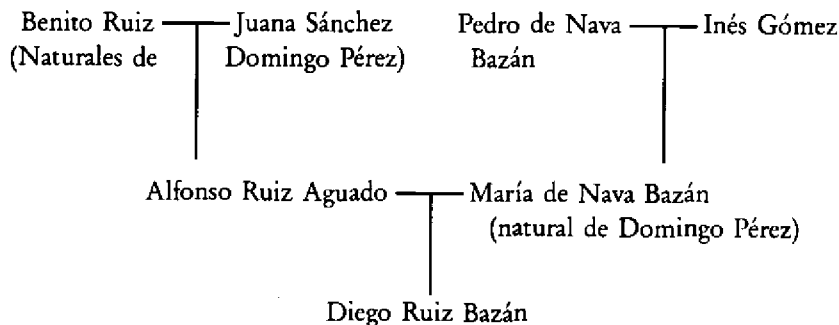 Benito Ruiz Juana Sánchez Pedro de Nava Inés Gómez
(Naturales de Domingo Pérez) Bazán
Alfonso Ruiz Aguado María de Nava Bazán
(natural de Domingo Pérez)
Diego Ruiz Bazán